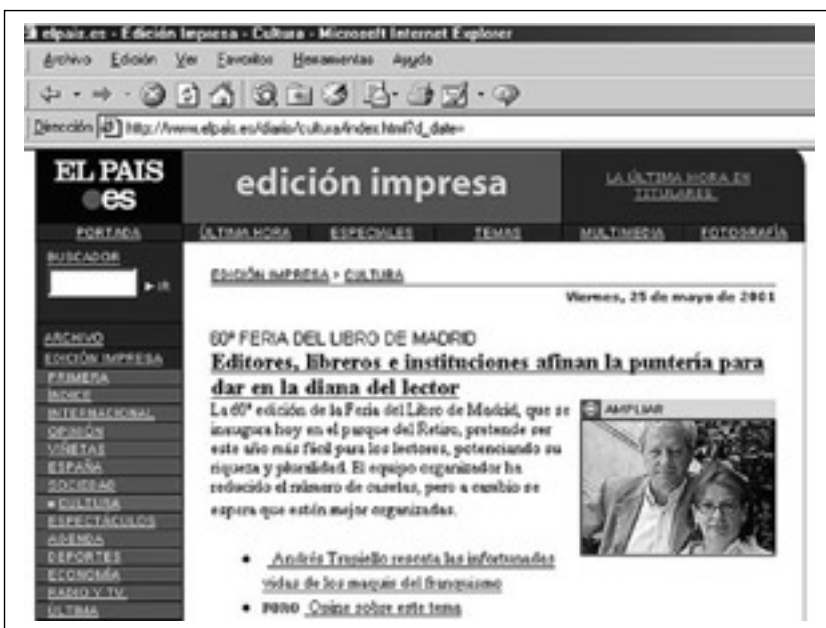 elpais.es - Edición Impresa - Cultura - Microsoft Internet Explorer
Archivo Edición Ver Favoritos Herramientas Ayuda
Dirección http://www.elpais.es/diario/cultura/index.html?d_date=
EL PAIS
es
edición impresa
LA ÚLTIMA HORA EN
TITULARES
PORTADA ÚLTIMA HORA ESPECIALES TEMAS MULTIMEDIA FOTOGRAFÍA
BUSCADOR
IR
EDICIÓN IMPRESA > CULTURA
Viernes, 25 de mayo de 2001
ARCHIVO
EDICIÓN IMPRESA
PRIMERA
ÍNDICE
INTERNACIONAL
OPINIÓN
VIÑETAS
ESPAÑA
SOCIEDAD
CULTURA
ESPECTÁCULOS
AGENDA
DEPORTES
ECONOMÍA
RADIO Y TV.
ÚLTIMA
60ª FERIA DEL LIBRO DE MADRID
Editores, libreros e instituciones afinan la puntería para
dar en la diana del lector
La 60ª edición de la Feria del Libro de Madrid, que se
inaugura hoy en el parque del Retiro, pretende ser
este año más fácil para los lectores, potenciando su
riqueza y pluralidad. El equipo organizador ha
reducido el número de casetas, pero a cambio se
espera que estén mejor organizadas.
AMPLIAR
• Andrés Trapiello rescata las infortunadas
vidas de los maquis del franquismo
• FORO Opine sobre este tema